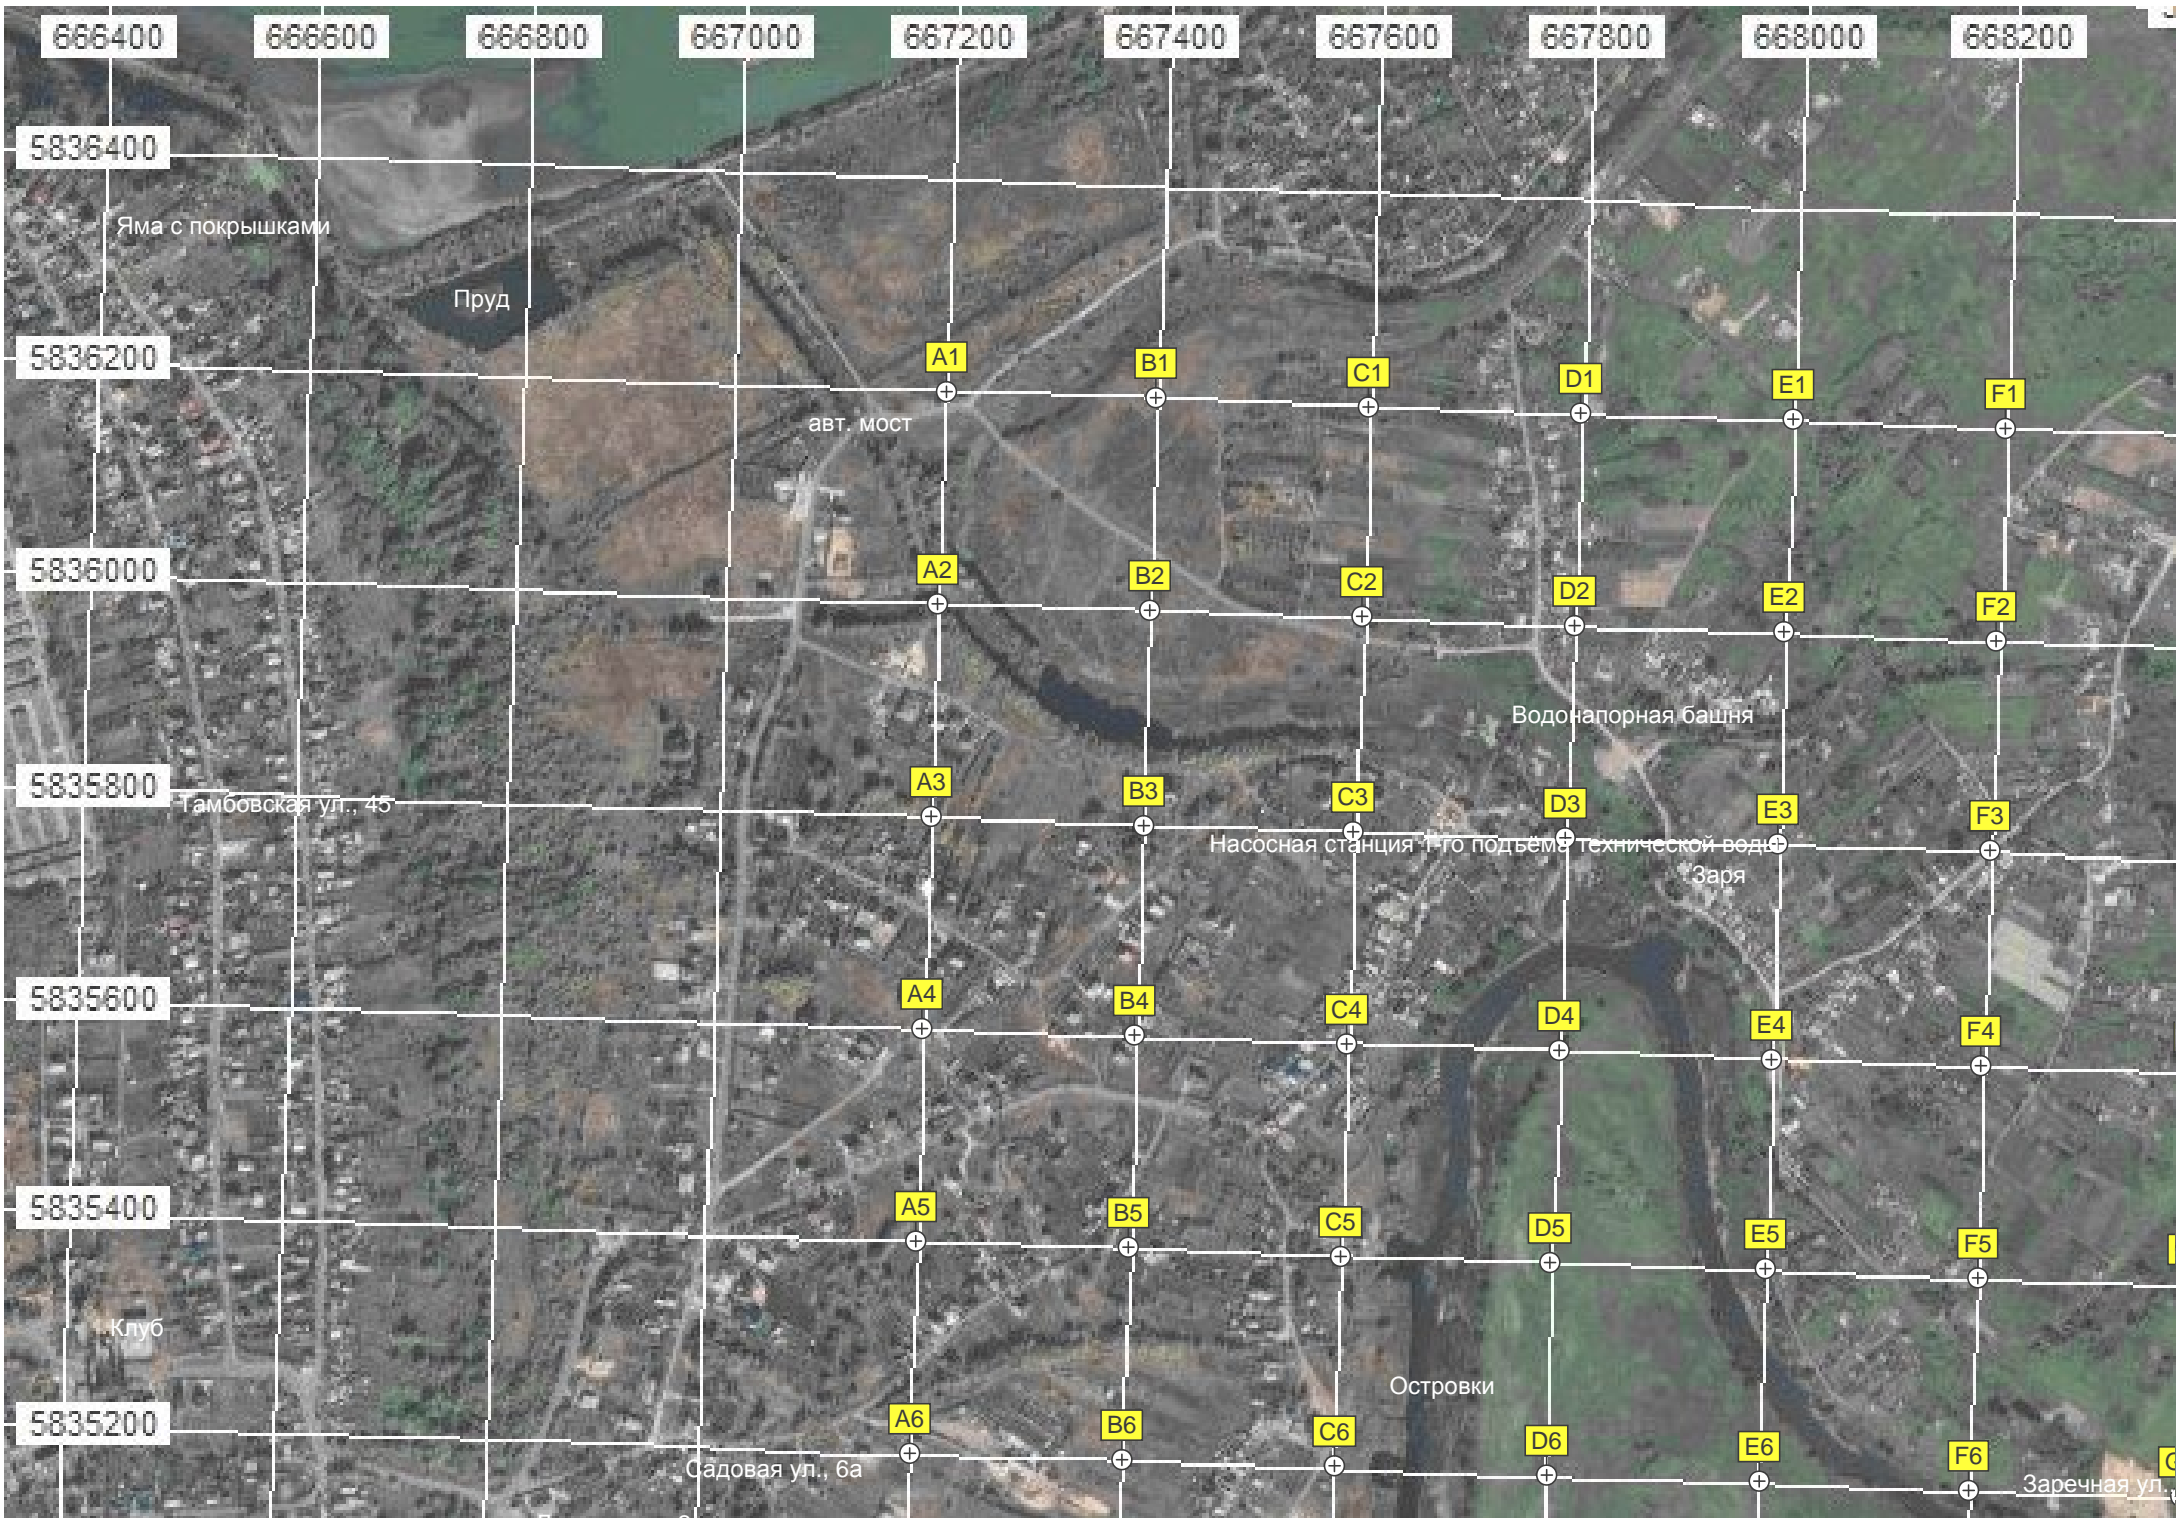 666400 666600 666800 667000 667200 667400 667600 667800 668000 668200
5836400
Яма с покрышками
Пруд
5836200
A1 B1 C1 D1 E1 F1
авт. мост
5836000
A2 B2 C2 D2 E2 F2
Водонапорная башня
5835800
A3 B3 C3 D3 E3 F3
Тамбовская ул., 45
Насосная станция 1-го подъёма технической воды
Заря
5835600
A4 B4 C4 D4 E4 F4
5835400
A5 B5 C5 D5 E5 F5
Клуб
Островки
5835200
A6 B6 C6 D6 E6 F6
Садовая ул., 6а
Заречная ул.,